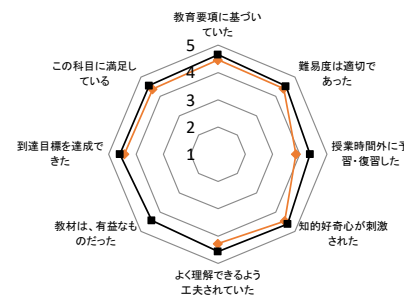 教育要項に基づい
ていた
難易度は適切で
あった
授業時間外に予
習・復習した
知的好奇心が刺激
された
よく理解できるよう
工夫されていた
教材は、有益なも
のだった
到達目標を達成で
きた
この科目に満足し
ている
5
4
3
2
1